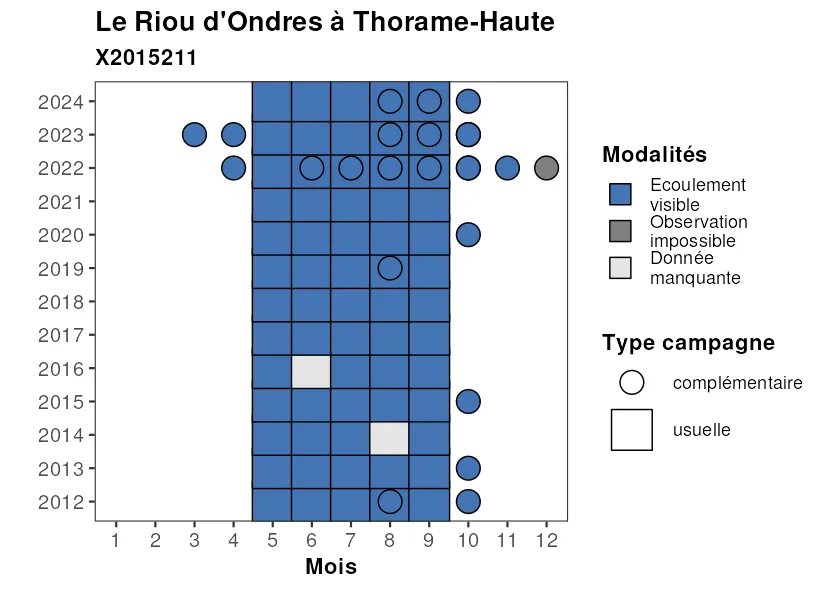 Le Riou d'Ondres à Thorame-Haute
X2015211
2024
2023
2022
2021
2020
2019
2018
2017
2016
2015
2014
2013
2012
1 2 3 4 5 6 7 8 9 10 11 12
Mois
Modalités
Ecoulement
visible
Observation
impossible
Donnée
manquante
Type campagne
complémentaire
usuelle